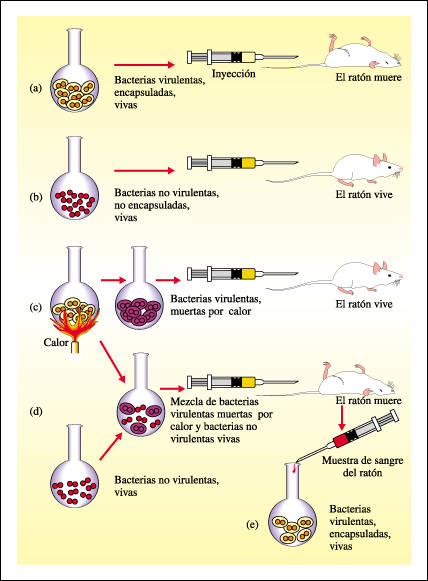 Inyección
(a)
Bacterias virulentas,
encapsuladas,
vivas
El ratón muere
(b)
Bacterias no virulentas,
no encapsuladas,
vivas
El ratón vive
(c)
Calor
Bacterias virulentas,
muertas por calor
El ratón vive
(d)
Mezcla de bacterias
virulentas muertas por
calor y bacterias no
virulentas vivas
El ratón muere
Bacterias no virulentas,
vivas
Muestra de sangre
del ratón
(e)
Bacterias
virulentas,
encapsuladas,
vivas